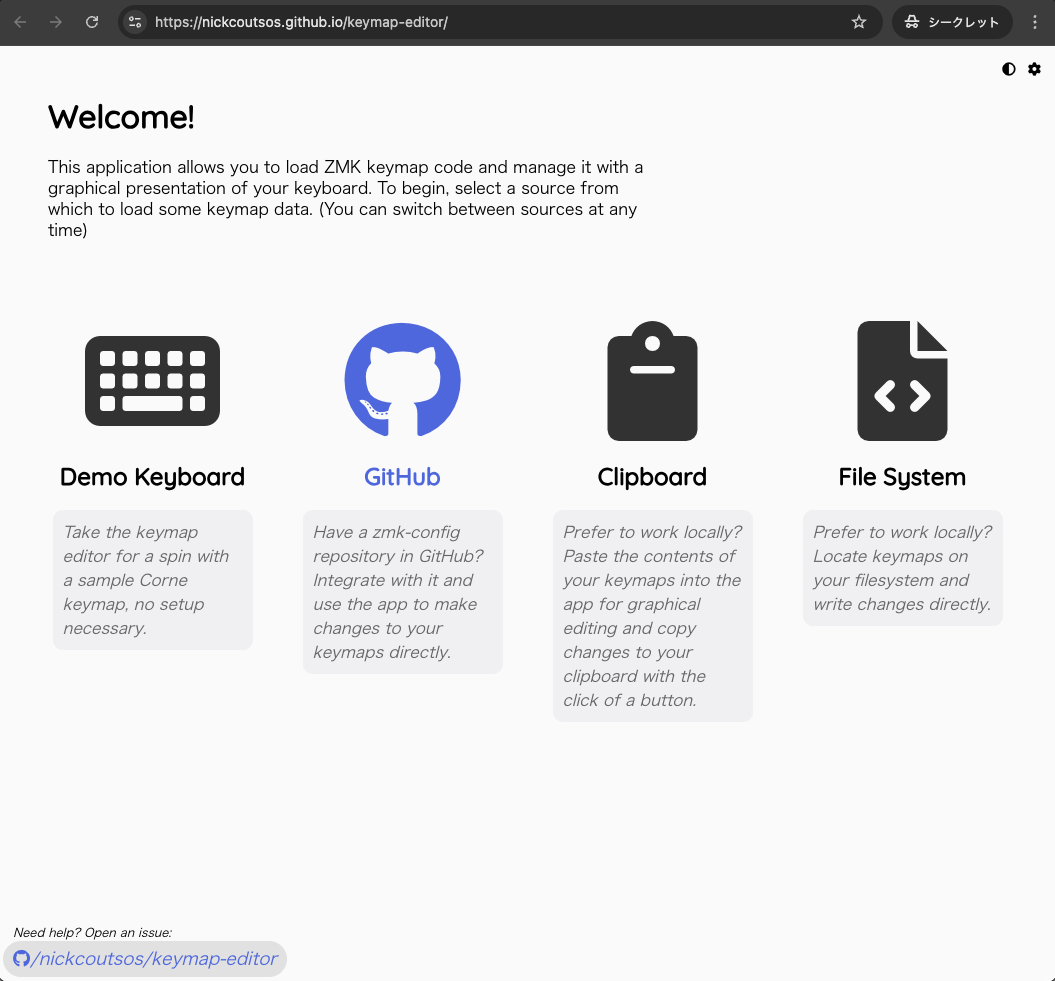 https://nickcoutsos.github.io/keymap-editor/
シークレット
Welcome!
This application allows you to load ZMK keymap code and manage it with a
graphical presentation of your keyboard. To begin, select a source from
which to load some keymap data. (You can switch between sources at any
time)
Demo Keyboard
Take the keymap
editor for a spin with
a sample Corne
keymap, no setup
necessary.
GitHub
Have a zmk-config
repository in GitHub?
Integrate with it and
use the app to make
changes to your
keymaps directly.
Clipboard
Prefer to work locally?
Paste the contents of
your keymaps into the
app for graphical
editing and copy
changes to your
clipboard with the
click of a button.
File System
Prefer to work locally?
Locate keymaps on
your filesystem and
write changes directly.
Need help? Open an issue:
/nickcoutsos/keymap-editor